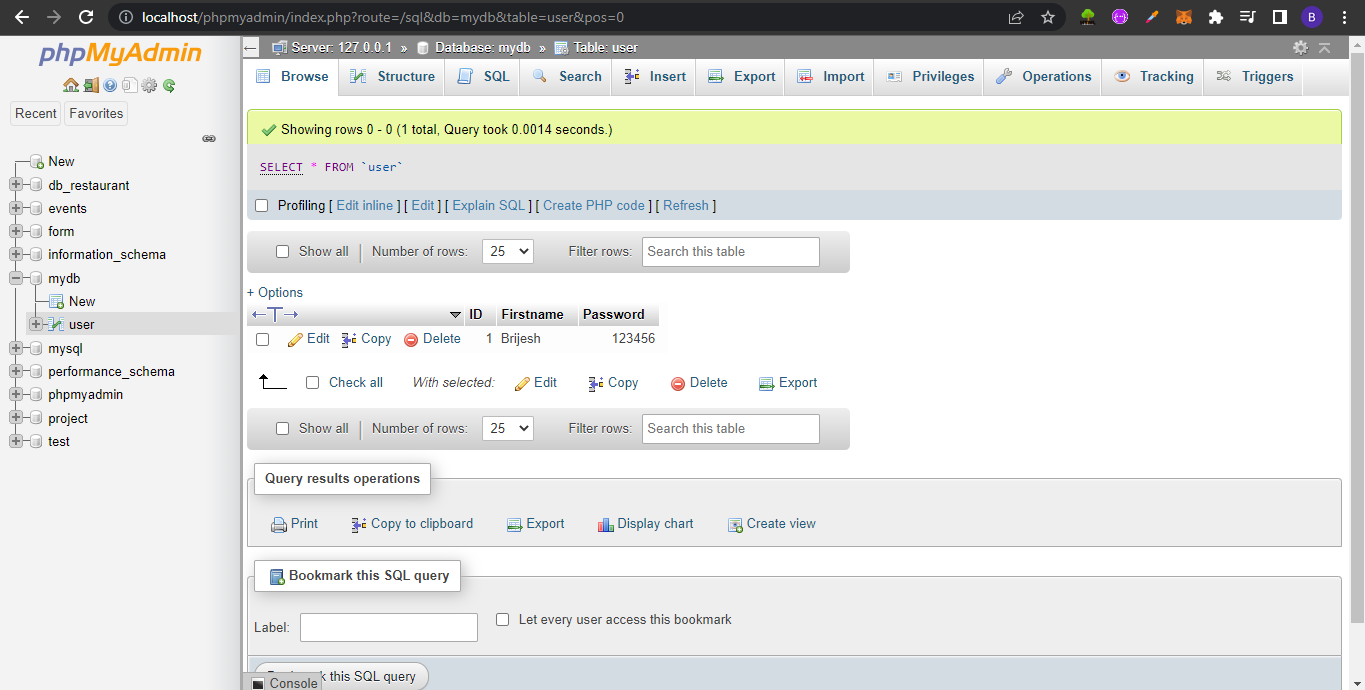 localhost/phpmyadmin/index.php?route=/sql&db=mydb&table=user&pos=0
B
phpMyAdmin
Recent Favorites
New
db_restaurant
events
form
information_schema
mydb
New
user
mysql
performance_schema
phpmyadmin
project
test
Server: 127.0.0.1 » Database: mydb » Table: user
Browse Structure SQL Search Insert Export Import Privileges Operations Tracking Triggers
Showing rows 0 - 0 (1 total, Query took 0.0014 seconds.)
SELECT * FROM `user`
Profiling [ Edit inline ] [ Edit ] [ Explain SQL ] [ Create PHP code ] [ Refresh ]
Show all Number of rows: 25 Filter rows: Search this table
+ Options
←T→ ID Firstname Password
Edit Copy Delete 1 Brijesh 123456
Check all With selected: Edit Copy Delete Export
Show all Number of rows: 25 Filter rows: Search this table
Query results operations
Print Copy to clipboard Export Display chart Create view
Bookmark this SQL query
Label: Let every user access this bookmark
this SQL query
Console